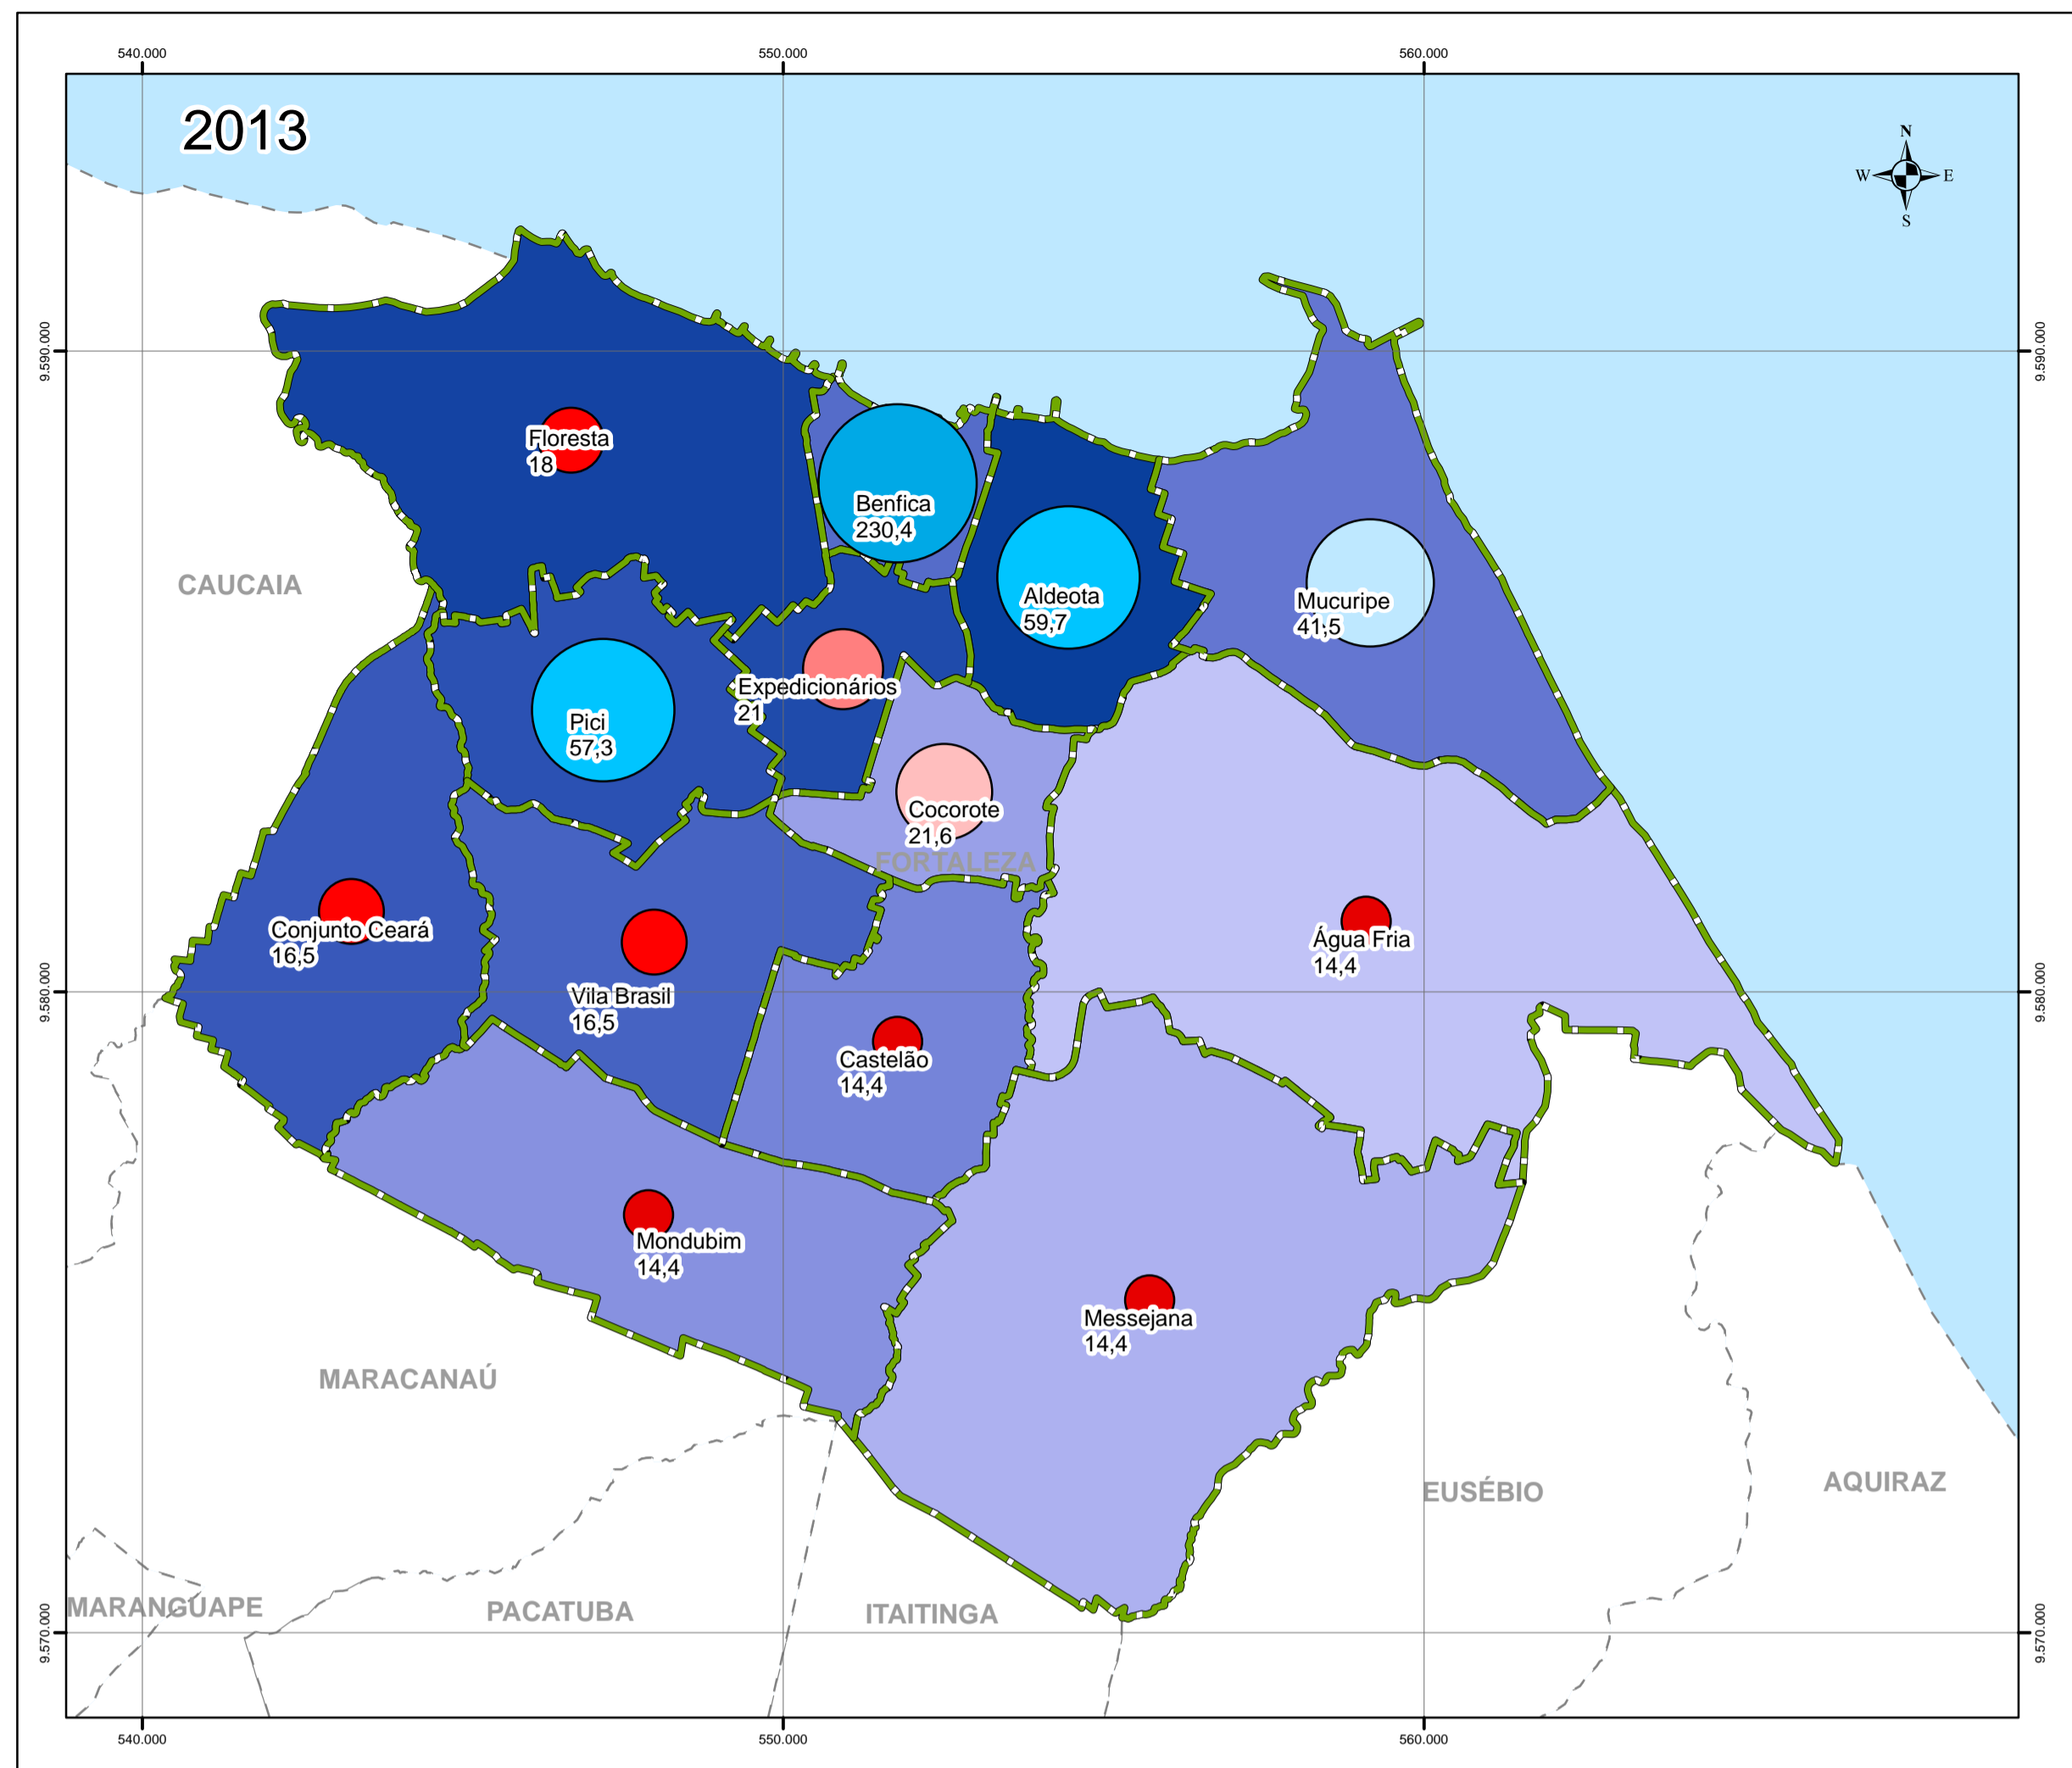 540.000
550.000
560.000
2013
N
W
E
S
9.590.000
9.590.000
Floresta
18
Benfica
230,4
CAUCAIA
Aldeota
59,7
Mucuripe
41,5
Expedicionários
21
Pici
57,3
Cocorote
21,6
FORTALEZA
Conjunto Ceará
16,5
Água Fria
14,4
Vila Brasil
16,5
9.580.000
9.580.000
Castelão
14,4
Mondubim
14,4
Messejana
14,4
MARACANAÚ
EUSÉBIO
AQUIRAZ
MARANGUAPE
PACATUBA
ITAITINGA
9.570.000
9.570.000
540.000
550.000
560.000